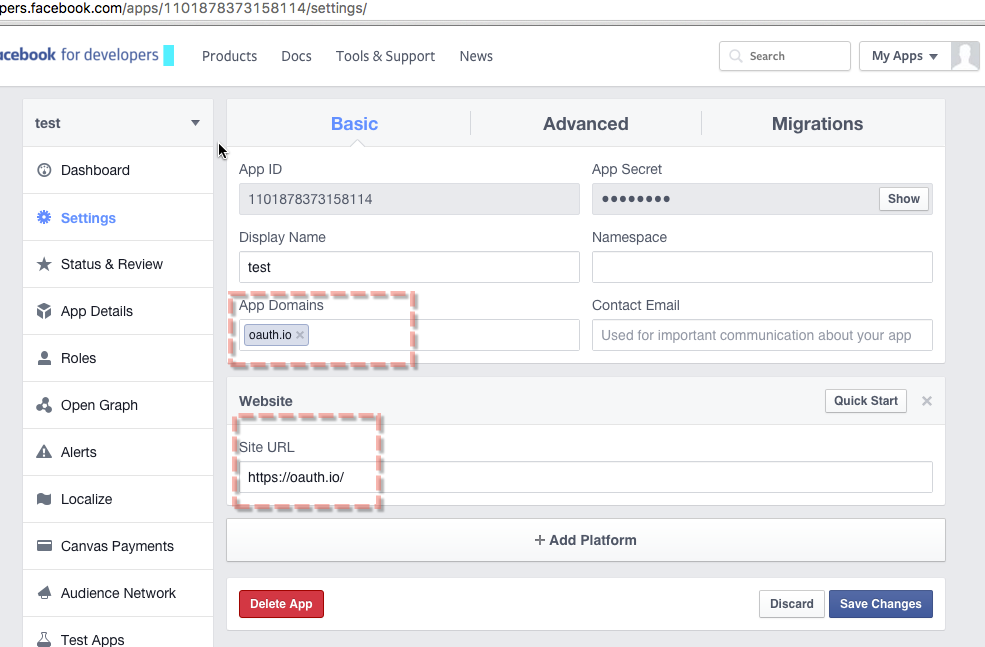 pers.facebook.com/apps/1101878373158114/settings/
acebook for developers
Products
Docs
Tools & Support
News
Search
My Apps
test
Dashboard
Settings
Status & Review
App Details
Roles
Open Graph
Alerts
Localize
Canvas Payments
Audience Network
Test Apps
Basic
Advanced
Migrations
App ID
App Secret
1101878373158114
••••••••
Show
Display Name
Namespace
test
App Domains
Contact Email
oauth.io ×
Used for important communication about your app
Website
Quick Start
×
Site URL
https://oauth.io/
+ Add Platform
Delete App
Discard
Save Changes